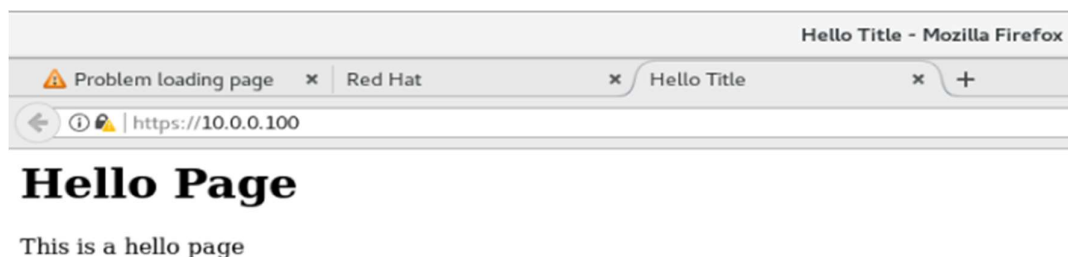 Hello Title - Mozilla Firefox
Problem loading page Red Hat Hello Title
https://10.0.0.100
Hello Page
This is a hello page